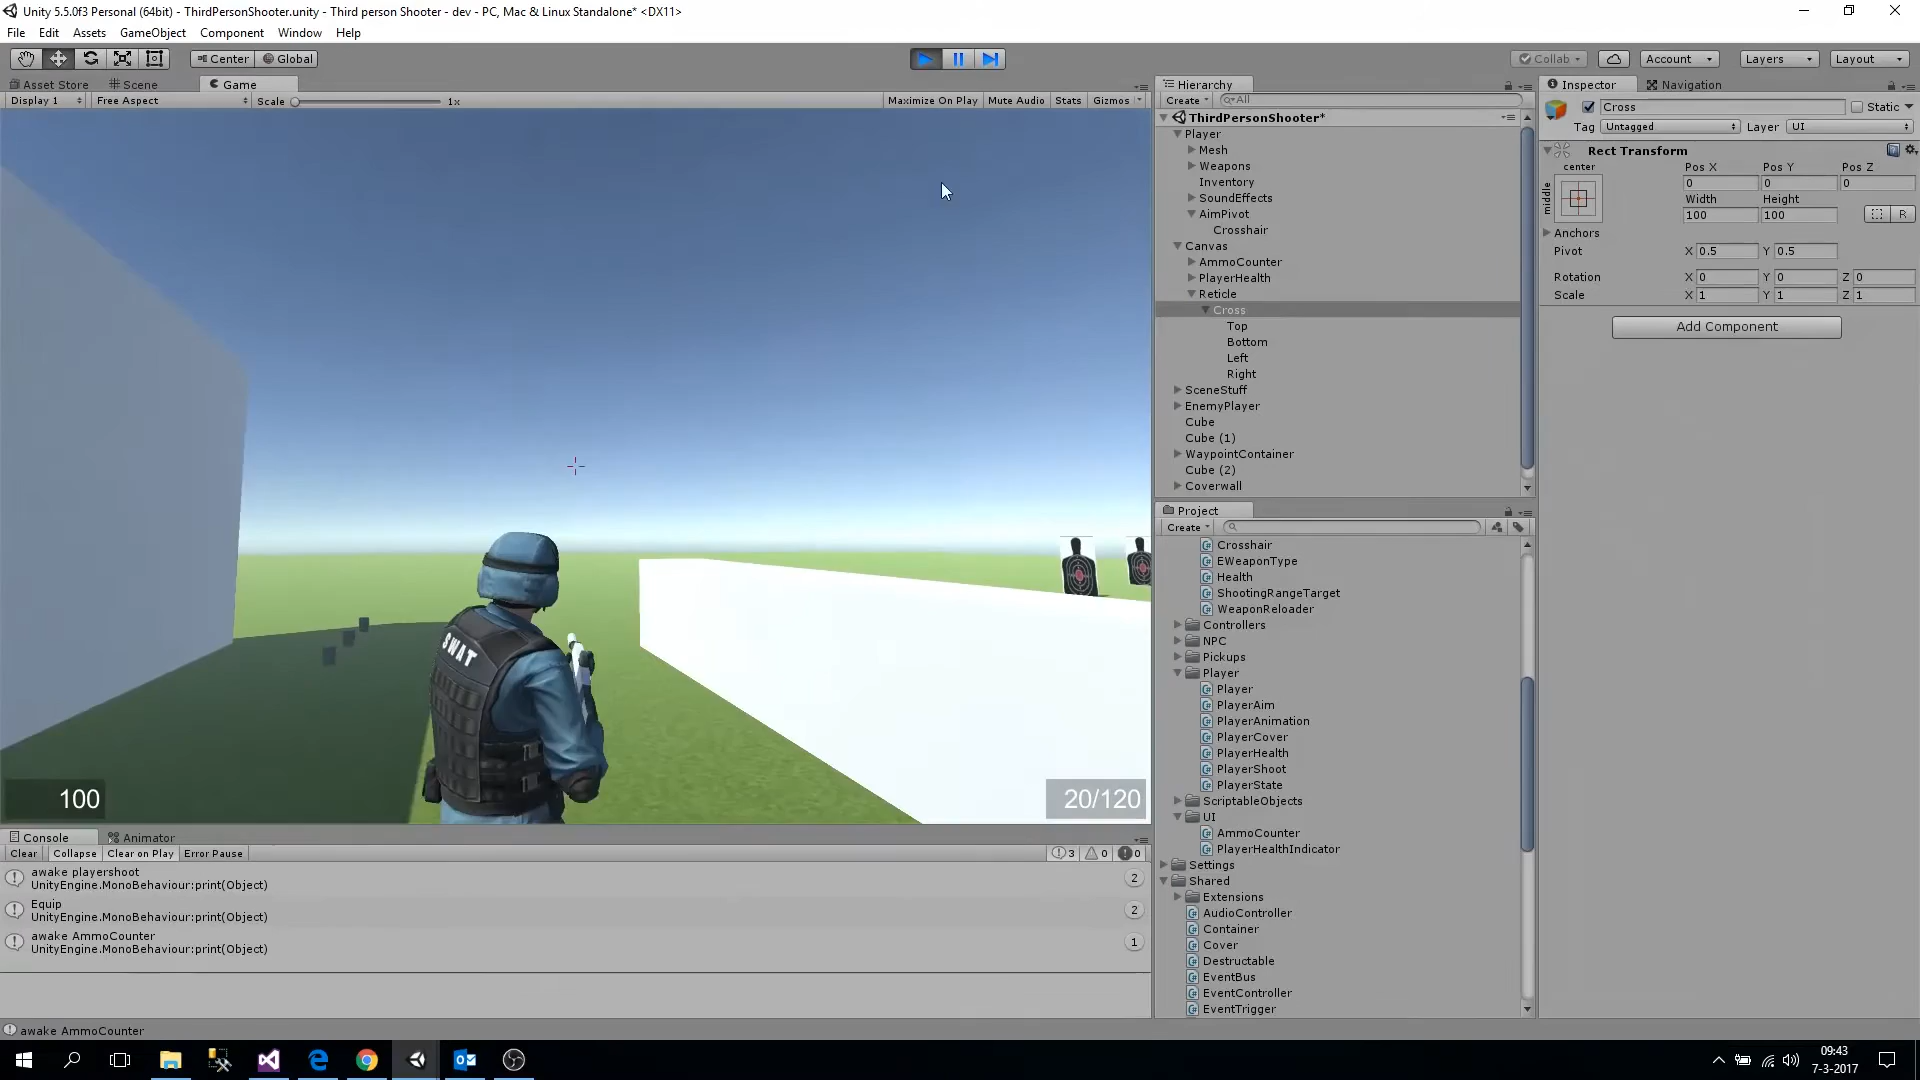 Unity 5.5.0f3 Personal (64bit) - ThirdPersonShooter.unity - Third person Shooter - dev - PC, Mac & Linux Standalone* <DX11>
File Edit Assets GameObject Component Window Help
Center Global
Collab Account Layers Layout
Asset Store Scene Game
Display 1 Free Aspect Scale 1x Maximize On Play Mute Audio Stats Gizmos
SWAT
100
20/120
Console Animator
Clear Collapse Clear on Play Error Pause 3 0 0
awake playershoot
UnityEngine.MonoBehaviour:print(Object)
2
Equip
UnityEngine.MonoBehaviour:print(Object)
2
awake AmmoCounter
UnityEngine.MonoBehaviour:print(Object)
1
awake AmmoCounter
Hierarchy
Create All
ThirdPersonShooter*
Player
Mesh
Weapons
Inventory
SoundEffects
AimPivot
Crosshair
Canvas
AmmoCounter
PlayerHealth
Reticle
Cross
Top
Bottom
Left
Right
SceneStuff
EnemyPlayer
Cube
Cube (1)
WaypointContainer
Cube (2)
Coverwall
Project
Create
Crosshair
EWeaponType
Health
ShootingRangeTarget
WeaponReloader
Controllers
NPC
Pickups
Player
Player
PlayerAim
PlayerAnimation
PlayerCover
PlayerHealth
PlayerShoot
PlayerState
ScriptableObjects
UI
AmmoCounter
PlayerHealthIndicator
Settings
Shared
Extensions
AudioController
Container
Cover
Destructable
EventBus
EventController
EventTrigger
Inspector Navigation
Cross Static
Tag Untagged Layer UI
Rect Transform
center
middle
Pos X Pos Y Pos Z
0 0 0
Width Height
100 100 R
Anchors
Pivot X 0.5 Y 0.5
Rotation X 0 Y 0 Z 0
Scale X 1 Y 1 Z 1
Add Component
09:43
7-3-2017